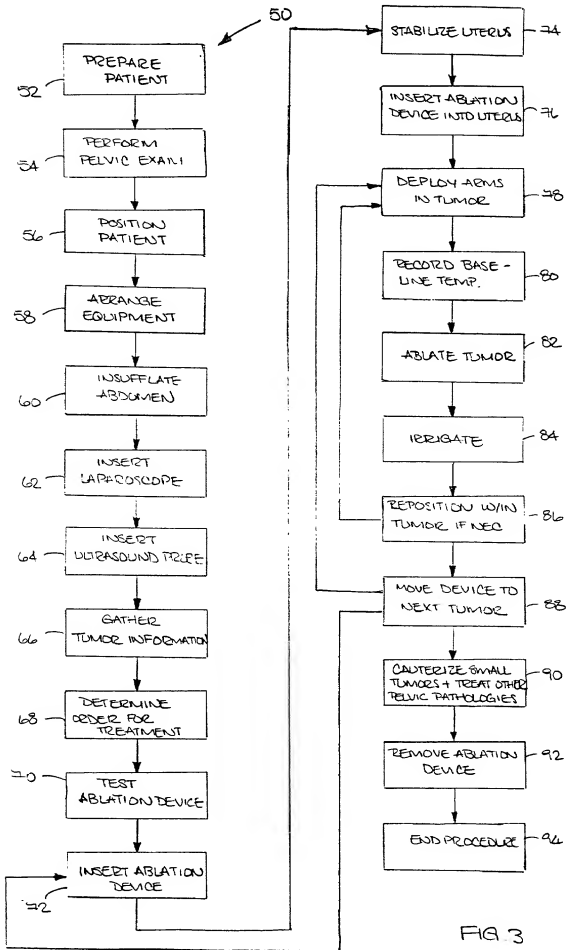 50
PREPARE
PATIENT
52
PERFORM
PELVIC EXAM
54
POSITION
PATIENT
56
ARRANGE
EQUIPMENT
58
INSUFFLATE
ABDOMEN
60
INSERT
LAPAROSCOPE
62
INSERT
ULTRASOUND PROBE
64
GATHER
TUMOR INFORMATION
66
DETERMINE
ORDER FOR
TREATMENT
68
TEST
ABLATION DEVICE
70
INSERT ABLATION
DEVICE
72
STABILIZE UTERUS
74
INSERT ABLATION
DEVICE INTO UTERUS
76
DEPLOY ARMS
IN TUMOR
78
RECORD BASE-
LINE TEMP.
80
ABLATE TUMOR
82
IRRIGATE
84
REPOSITION W/IN
TUMOR IF NEC
86
MOVE DEVICE TO
NEXT TUMOR
88
CAUTERIZE SMALL
TUMORS + TREAT OTHER
PELVIC PATHOLOGIES
90
REMOVE ABLATION
DEVICE
92
END PROCEDURE
94
FIG. 3